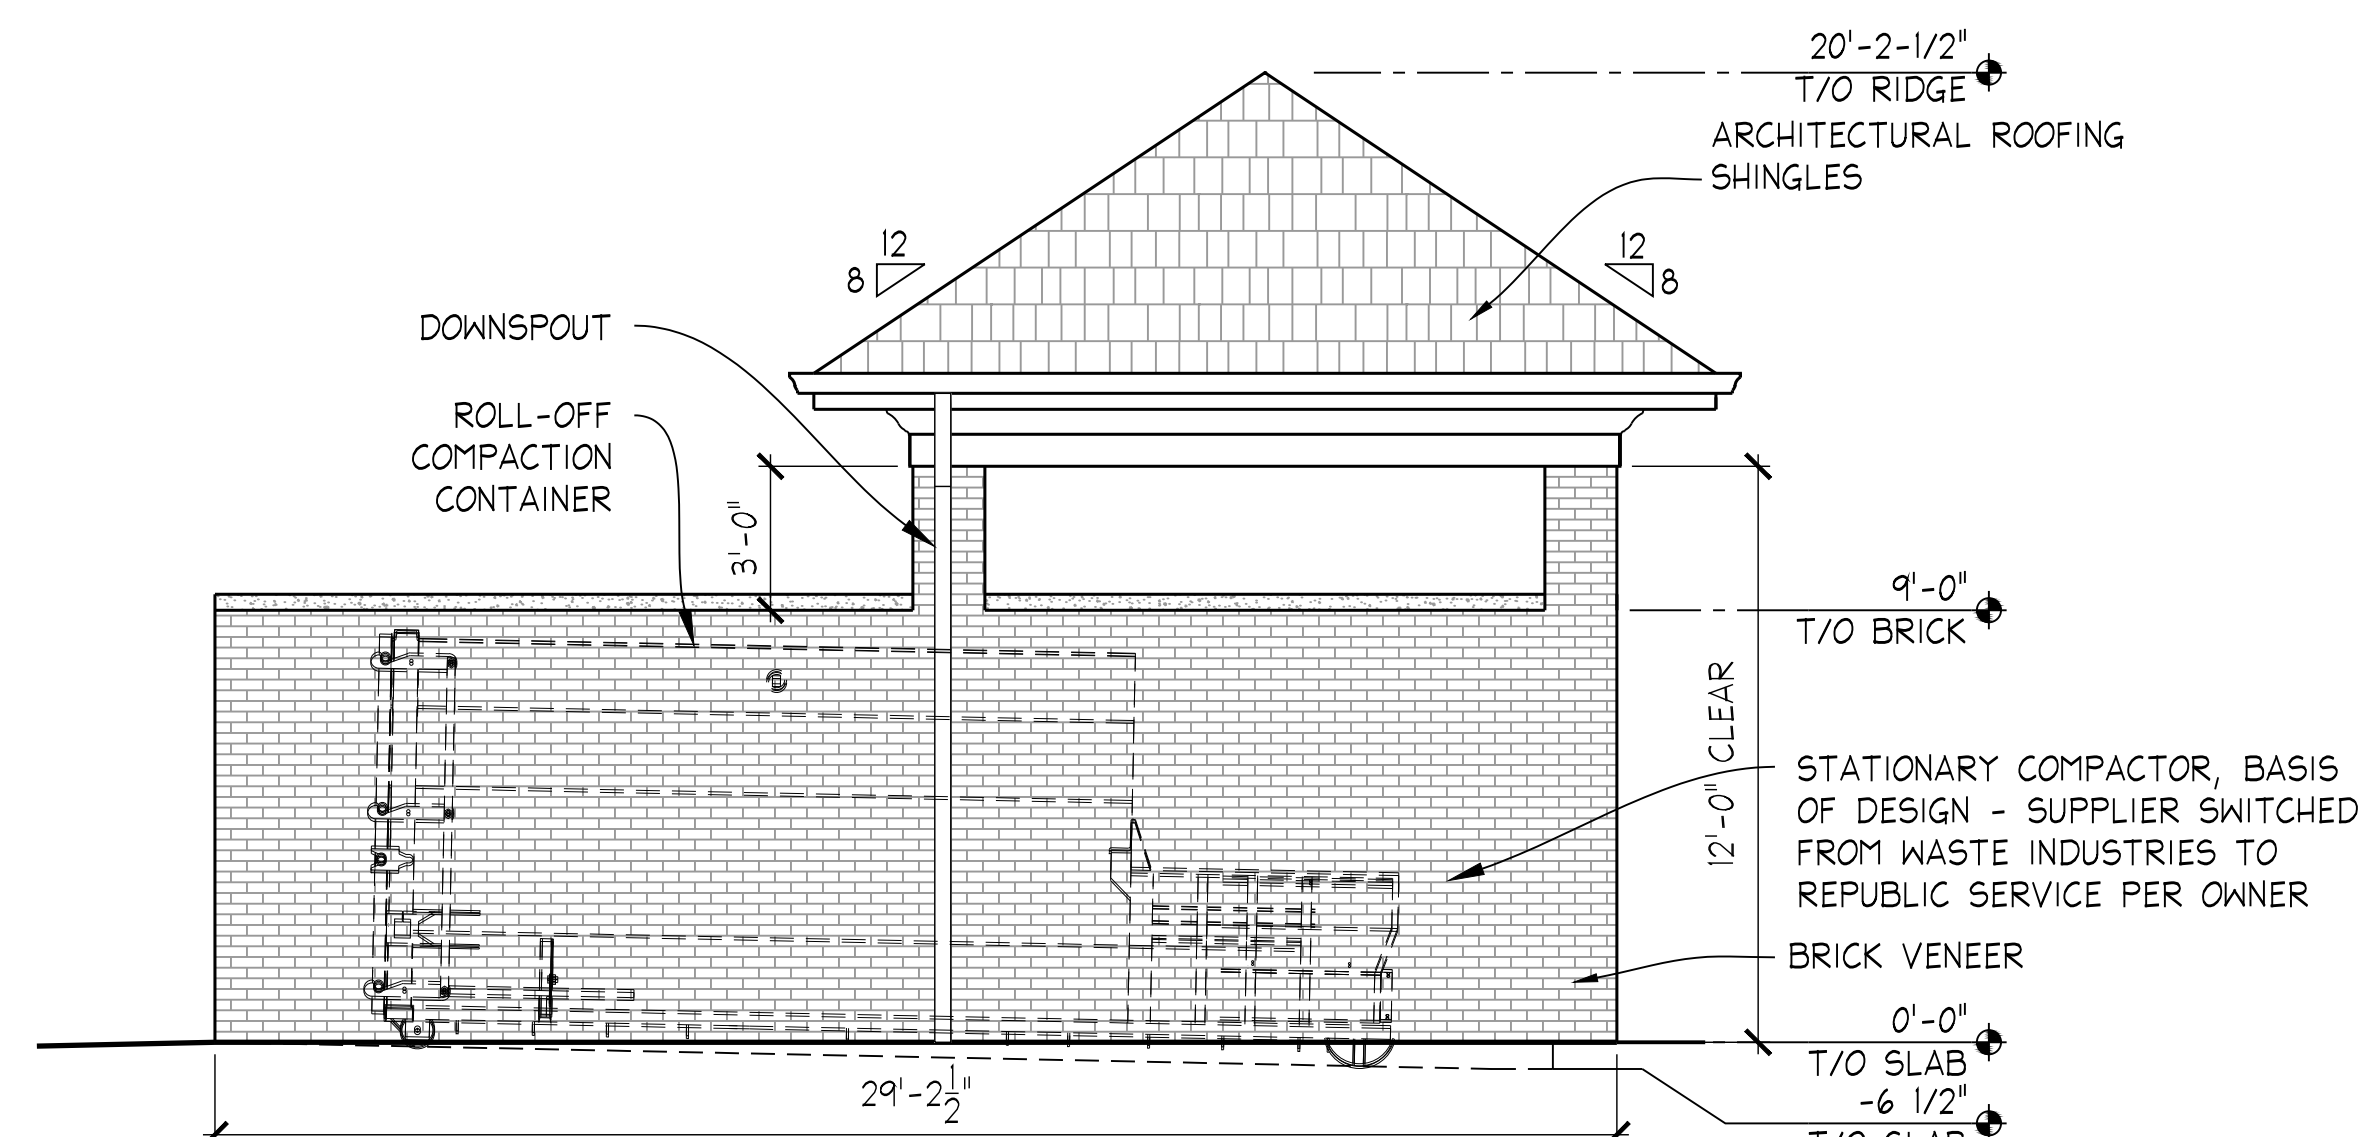 20'-2-1/2"
T/O RIDGE
ARCHITECTURAL ROOFING
SHINGLES
12
8
12
8
DOWNSPOUT
ROLL-OFF
COMPACTION
CONTAINER
3'-0"
9'-0"
T/O BRICK
12'-0" CLEAR
STATIONARY COMPACTOR, BASIS
OF DESIGN - SUPPLIER SWITCHED
FROM WASTE INDUSTRIES TO
REPUBLIC SERVICE PER OWNER
BRICK VENEER
0'-0"
T/O SLAB
29'-2 1/2"
-6 1/2"
T/O SLAB